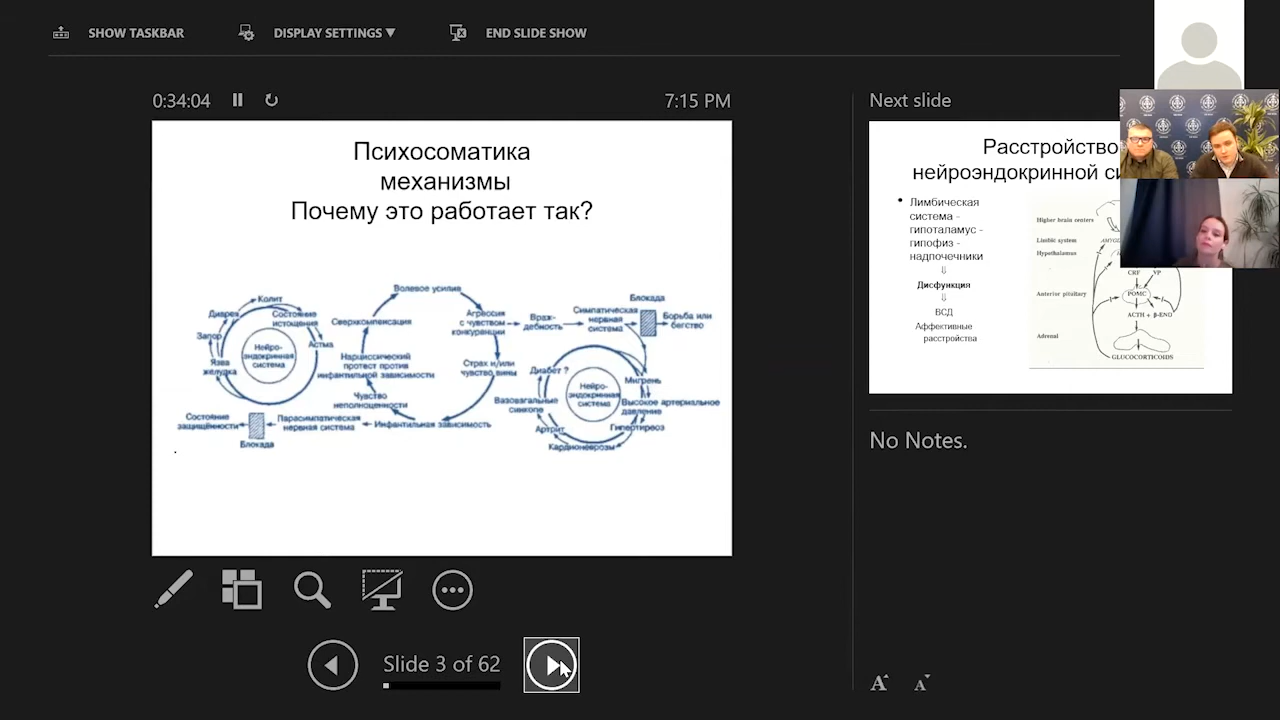 SHOW TASKBAR
DISPLAY SETTINGS ▼
END SLIDE SHOW
0:34:04
7:15 PM
Next slide
Психосоматика
механизмы
Почему это работает так?
Волевое усилие
Сверхкомпенсация
Агрессия
с чувством
конкуренции
Нарциссический
протест против
инфантильной зависимости
Страх и/или
чувство вины
Чувство
неполноценности
Инфантильная зависимость
Колит
Диарея
Состояние
истощения
Запор
Астма
Язва
желудка
Нейро-
эндокринная
система
Состояние
защищённости
Блокада
Парасимпатическая
нервная система
Враж-
дебность
Симпатическая
нервная
система
Блокада
Борьба или
бегство
Диабет ?
Мигрень
Нейро-
эндокринная
система
Вазовагальные
синкопе
Высокое артериальное
давление
Артрит
Гипертиреоз
Кардионеврозы
Расстройство
нейроэндокринной
• Лимбическая
система -
гипоталамус -
гипофиз -
надпочечники
⇓
Дисфункция
⇓
ВСД
Аффективные
расстройства
Higher brain centers
Limbic system
Hypothalamus
CRF
VP
Anterior pituitary
POMC
ACTH + β-END
Adrenal
GLUCOCORTICOIDS
No Notes.
Slide 3 of 62
A
A